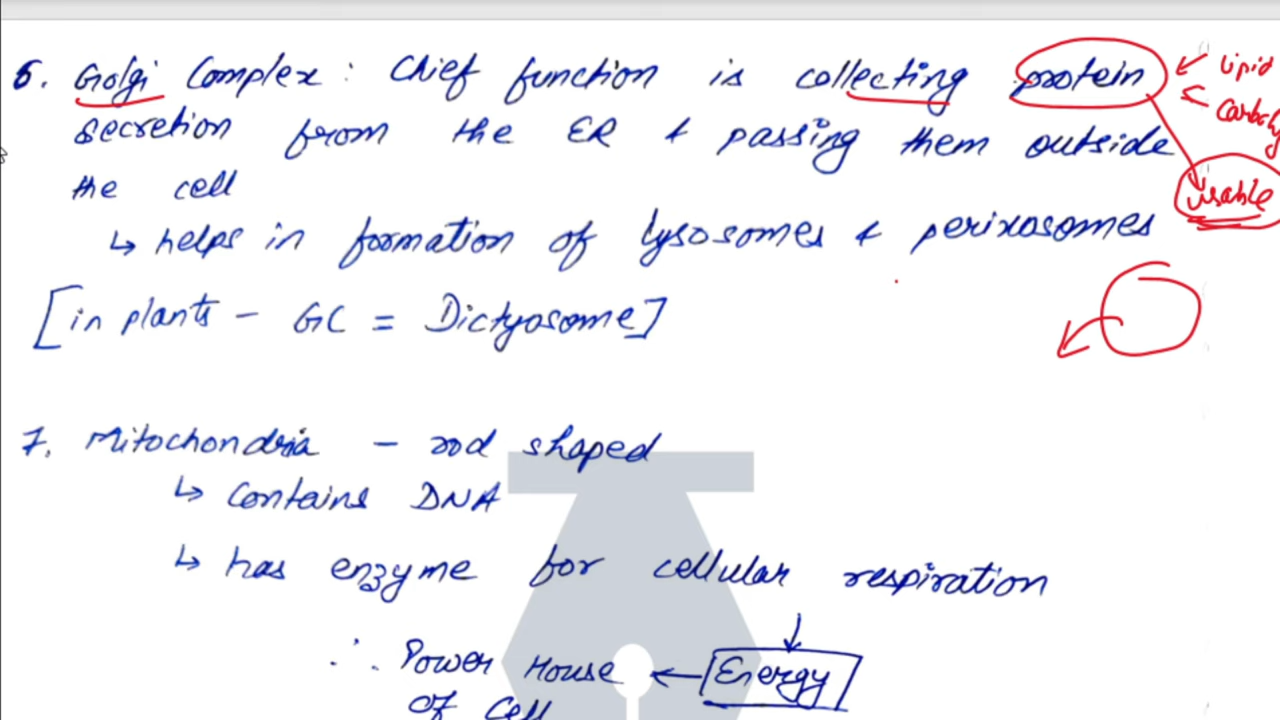 6. Golgi Complex : Chief function is collecting protein
lipid
carbohy
secretion from the ER & passing them outside
usable
the cell
↳ helps in formation of lysosomes & perixosomes
[in plants - GC = Dictyosome]
7. Mitochondria - rod shaped
↳ Contains DNA
↳ has enzyme for cellular respiration
∴ Power House ← Energy
of Cell